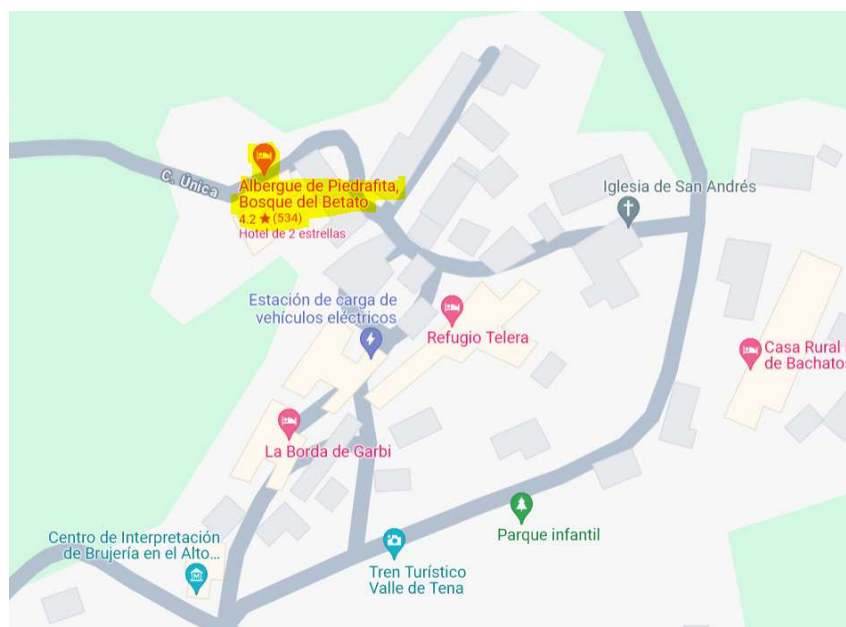 C. Única
Albergue de Piedrafita,
Bosque del Betato
4.2 ★ (534)
Hotel de 2 estrellas
Iglesia de San Andrés
Estación de carga de
vehículos eléctricos
Refugio Telera
Casa Rural
de Bachatos
La Borda de Garbi
Centro de Interpretación
de Brujería en el Alto...
Parque infantil
Tren Turístico
Valle de Tena